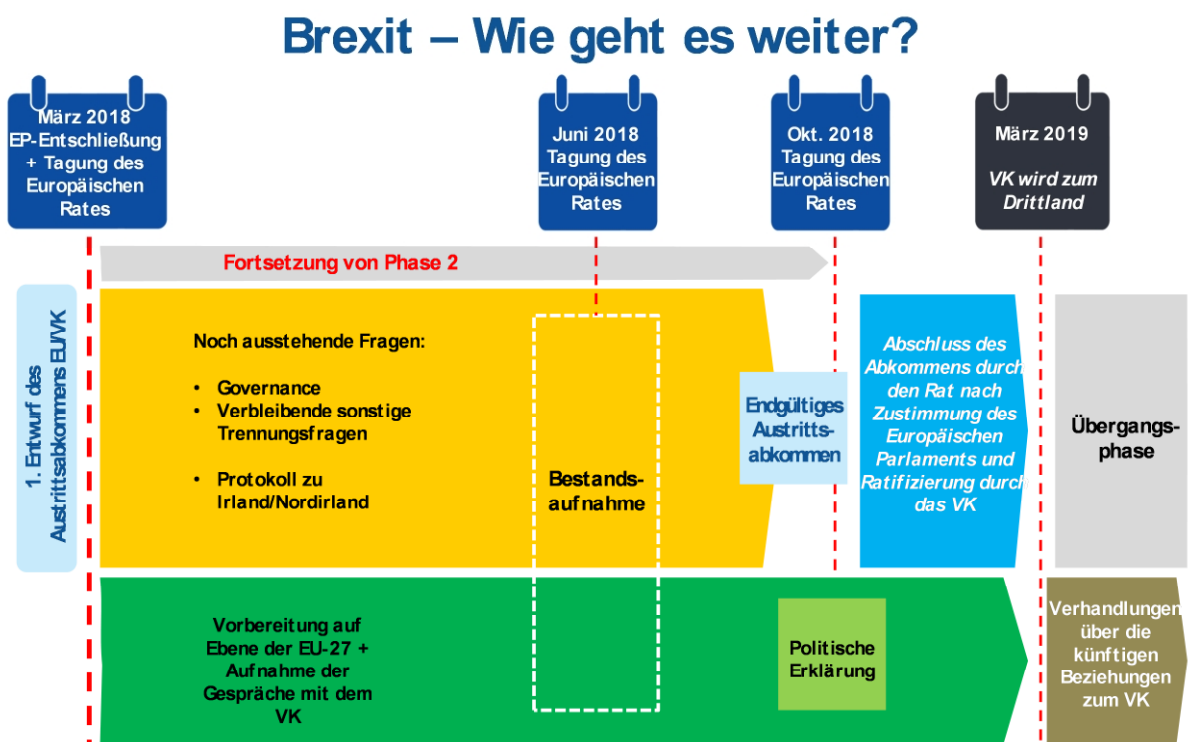 Brexit – Wie geht es weiter?
März 2018
EP-Entschließung
+ Tagung des
Europäischen
Rates
Juni 2018
Tagung des
Europäischen
Rates
Okt. 2018
Tagung des
Europäischen
Rates
März 2019
VK wird zum
Drittland
Fortsetzung von Phase 2
1. Entwurf des
Austrittsabkommens EU/VK
Noch ausstehende Fragen:
• Governance
• Verbleibende sonstige
Trennungsfragen
• Protokoll zu
Irland/Nordirland
Bestands-
aufnahme
Endgültiges
Austritts-
abkommen
Abschluss des
Abkommens durch
den Rat nach
Zustimmung des
Europäischen
Parlaments und
Ratifizierung durch
das VK
Übergangs-
phase
Vorbereitung auf
Ebene der EU-27 +
Aufnahme der
Gespräche mit dem
VK
Politische
Erklärung
Verhandlungen
über die
künftigen
Beziehungen
zum VK